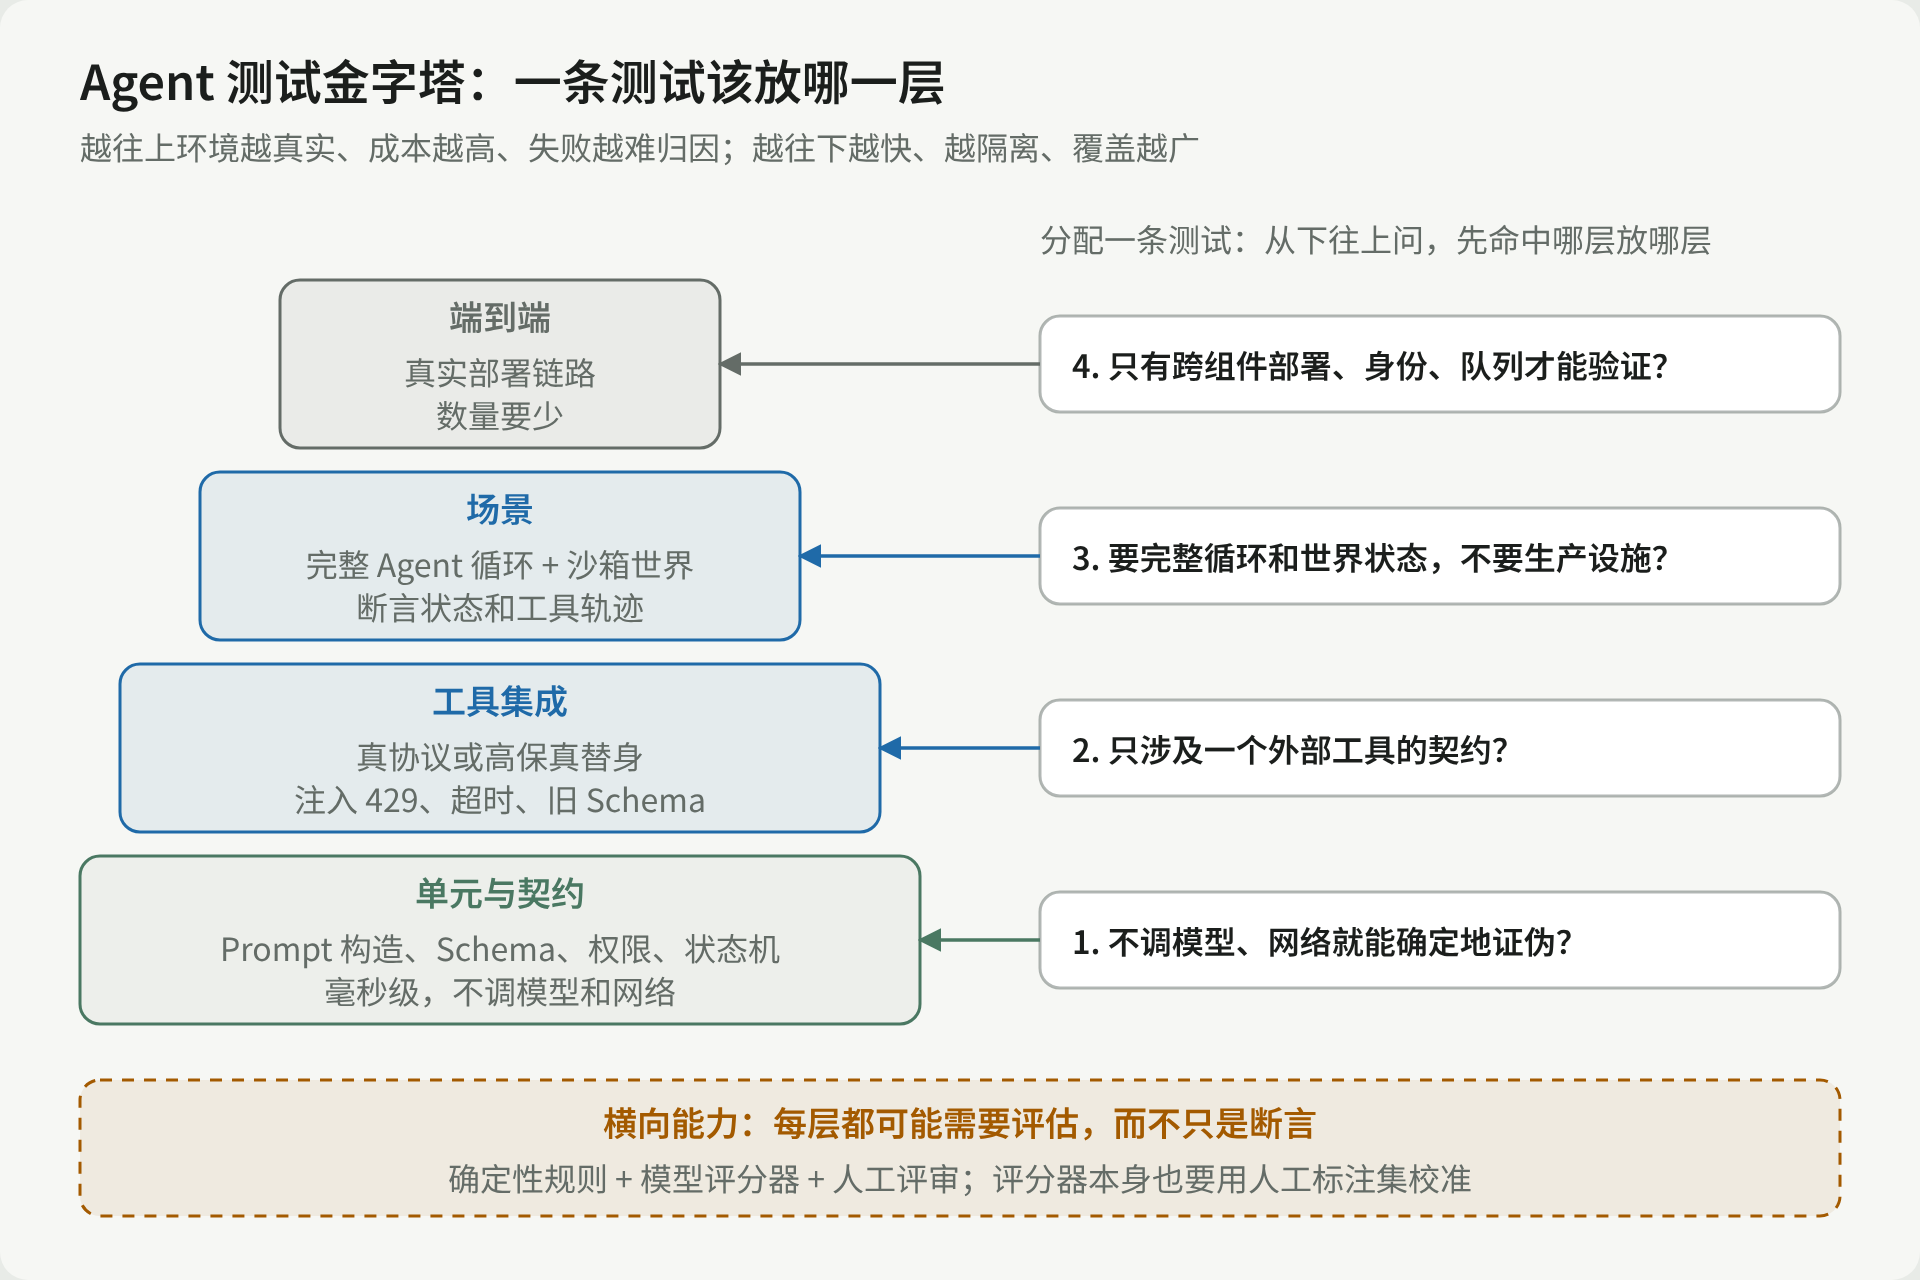 Agent 测试金字塔：一条测试该放哪一层
越往上环境越真实、成本越高、失败越难归因；越往下越快、越隔离、覆盖越广
分配一条测试：从下往上问，先命中哪层放哪层
端到端
真实部署链路
数量要少
4. 只有跨组件部署、身份、队列才能验证？
场景
完整 Agent 循环 + 沙箱世界
断言状态和工具轨迹
3. 要完整循环和世界状态，不要生产设施？
工具集成
真协议或高保真替身
注入 429、超时、旧 Schema
2. 只涉及一个外部工具的契约？
单元与契约
Prompt 构造、Schema、权限、状态机
毫秒级，不调模型和网络
1. 不调模型、网络就能确定地证伪？
横向能力：每层都可能需要评估，而不只是断言
确定性规则 + 模型评分器 + 人工评审；评分器本身也要用人工标注集校准